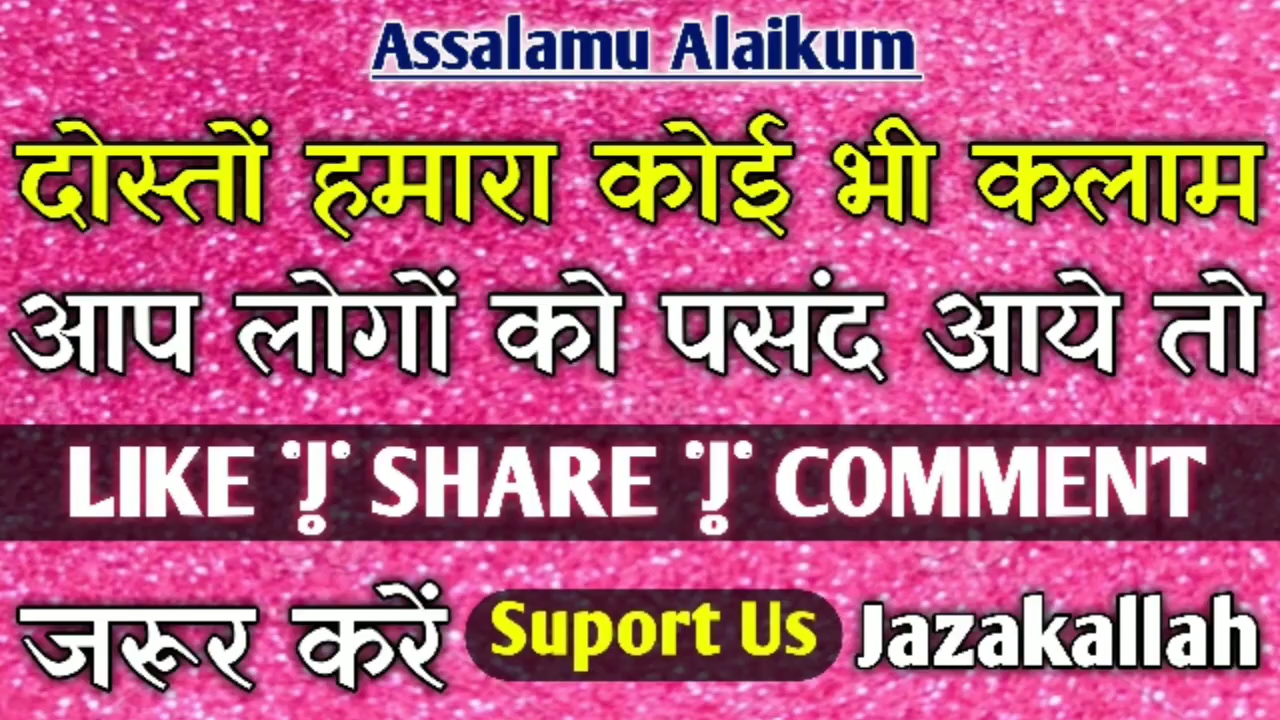 Assalamu Alaikum
दोस्तों हमारा कोई भी कलाम
आप लोगों को पसंद आये तो
LIKE SHARE COMMENT
जरूर करें Suport Us Jazakallah